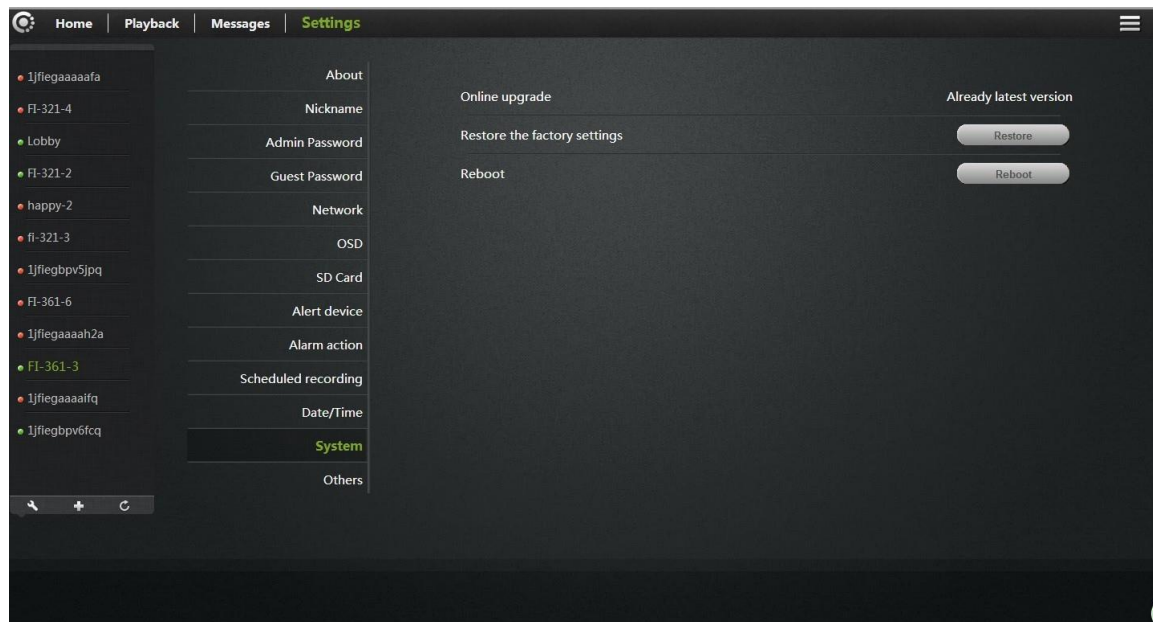 Home
Playback
Messages
Settings
1jfiegaaaaafa
FI-321-4
Lobby
FI-321-2
happy-2
fi-321-3
1jfiegbpv5jpq
FI-361-6
1jfiegaaaah2a
FI-361-3
1jfiegaaaaifq
1jfiegbpv6fcq
About
Nickname
Admin Password
Guest Password
Network
OSD
SD Card
Alert device
Alarm action
Scheduled recording
Date/Time
System
Others
Online upgrade Already latest version
Restore the factory settings Restore
Reboot Reboot